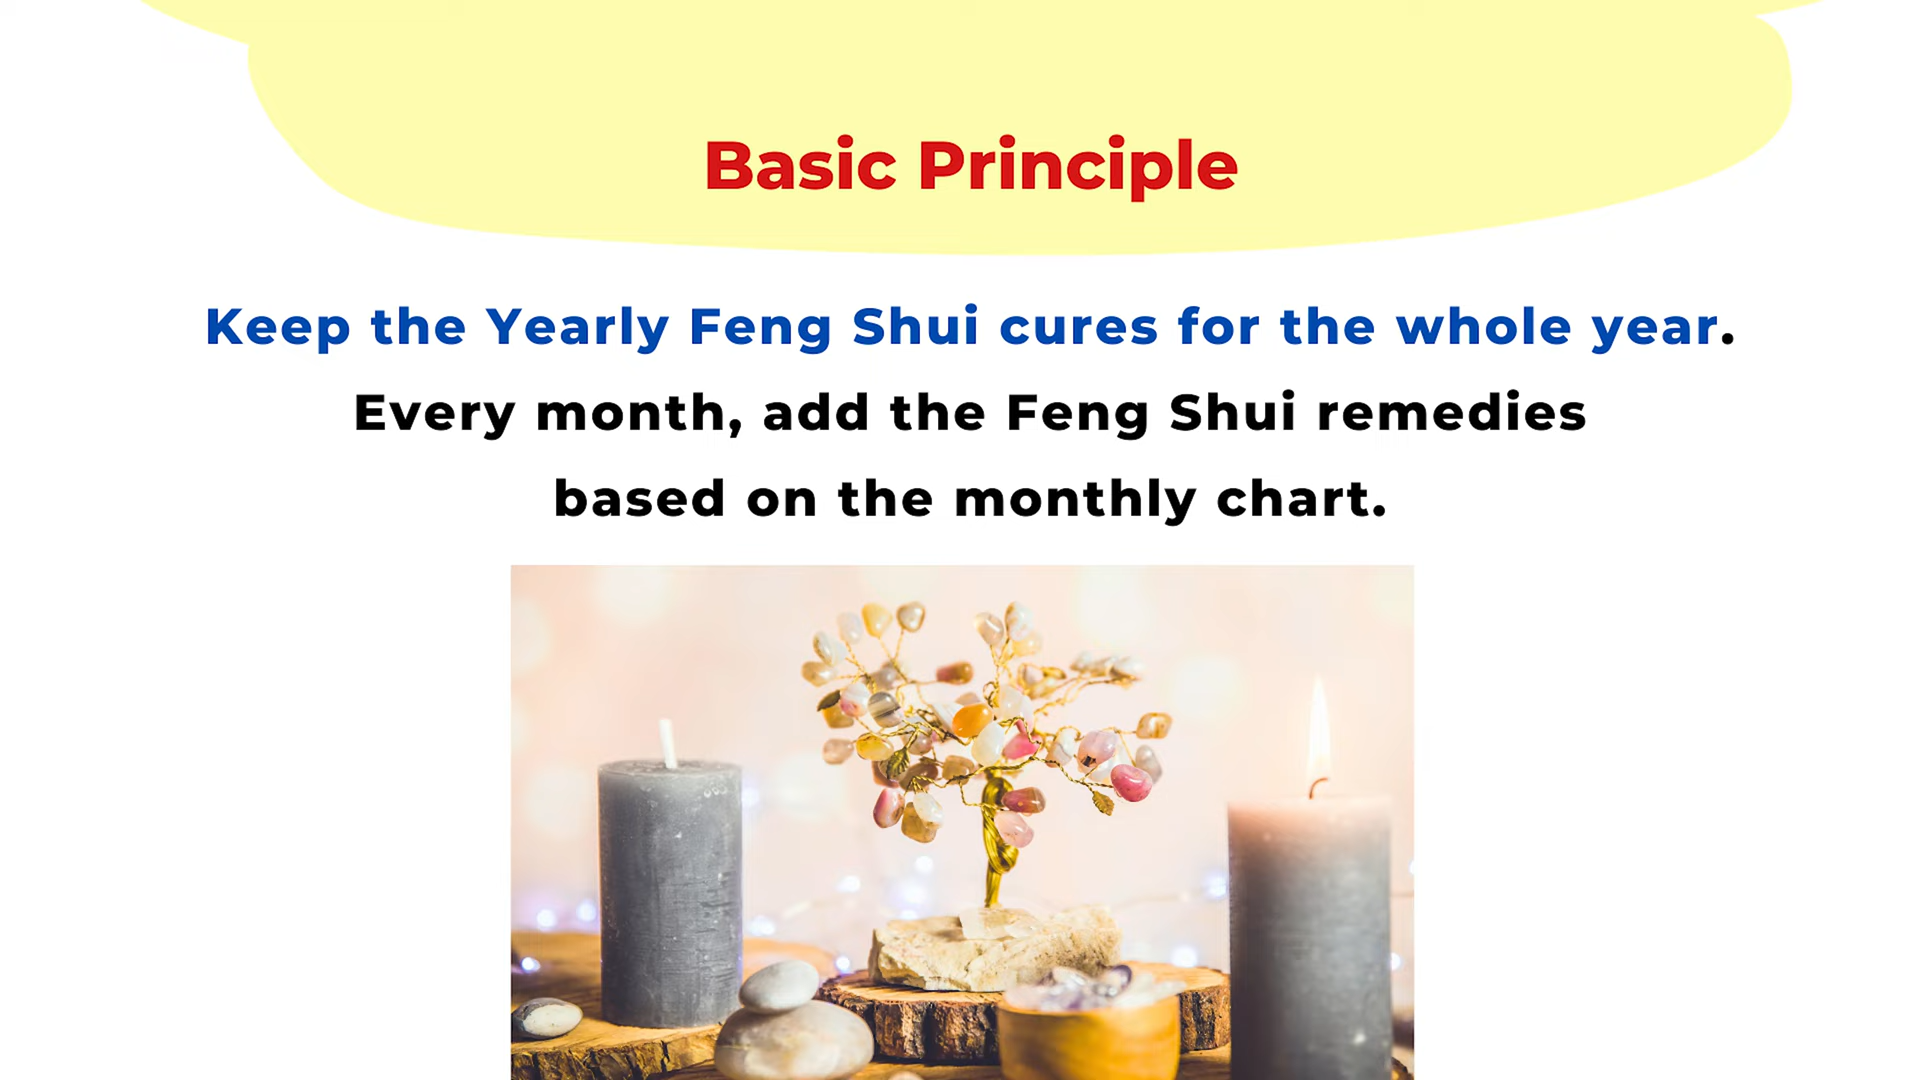 Basic Principle
Keep the Yearly Feng Shui cures for the whole year.
Every month, add the Feng Shui remedies
based on the monthly chart.